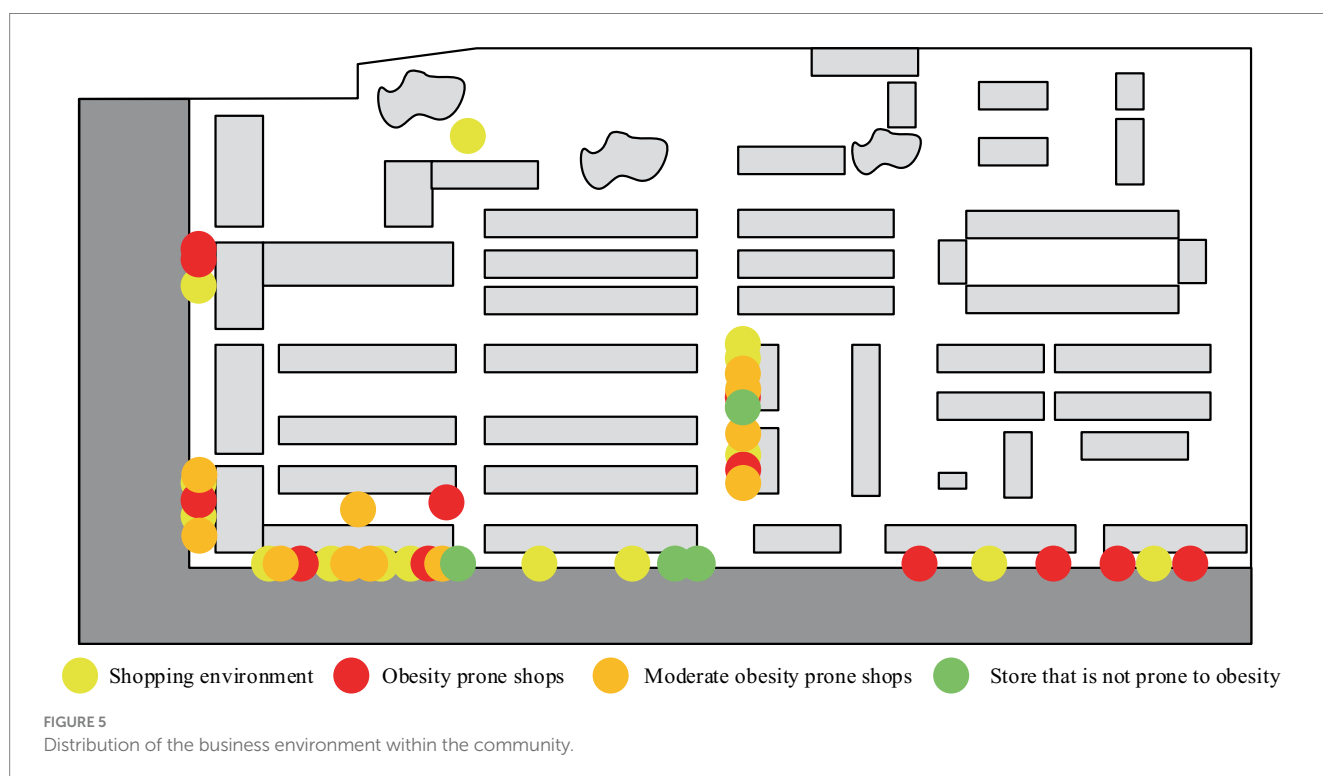 Shopping environment Obesity prone shops Moderate obesity prone shops Store that is not prone to obesity
FIGURE 5
Distribution of the business environment within the community.